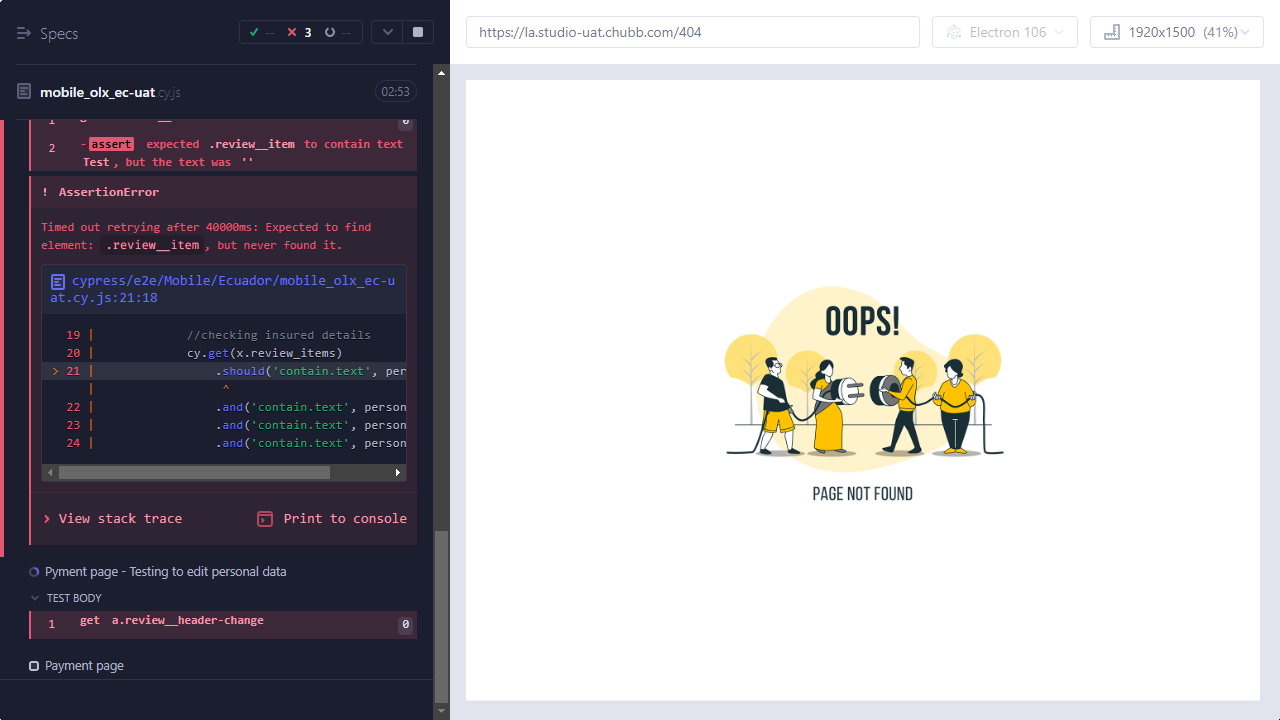 Specs
-- 3 --
https://la.studio-uat.chubb.com/404
Electron 106
1920x1500 (41%)
mobile_olx_ec-uat.cy.js
02:53
1
0
2 -assert expected .review__item to contain text
Test, but the text was ''
! AssertionError
Timed out retrying after 40000ms: Expected to find
element: .review__item, but never found it.
cypress/e2e/Mobile/Ecuador/mobile_olx_ec-u
at.cy.js:21:18
19 | //checking insured details
20 | cy.get(x.review_items)
> 21 | .should('contain.text', per
| ^
22 | .and('contain.text', person
23 | .and('contain.text', person
24 | .and('contain.text', person
View stack trace
Print to console
Pyment page - Testing to edit personal data
TEST BODY
1 get a.review__header-change 0
Payment page
OOPS!
PAGE NOT FOUND